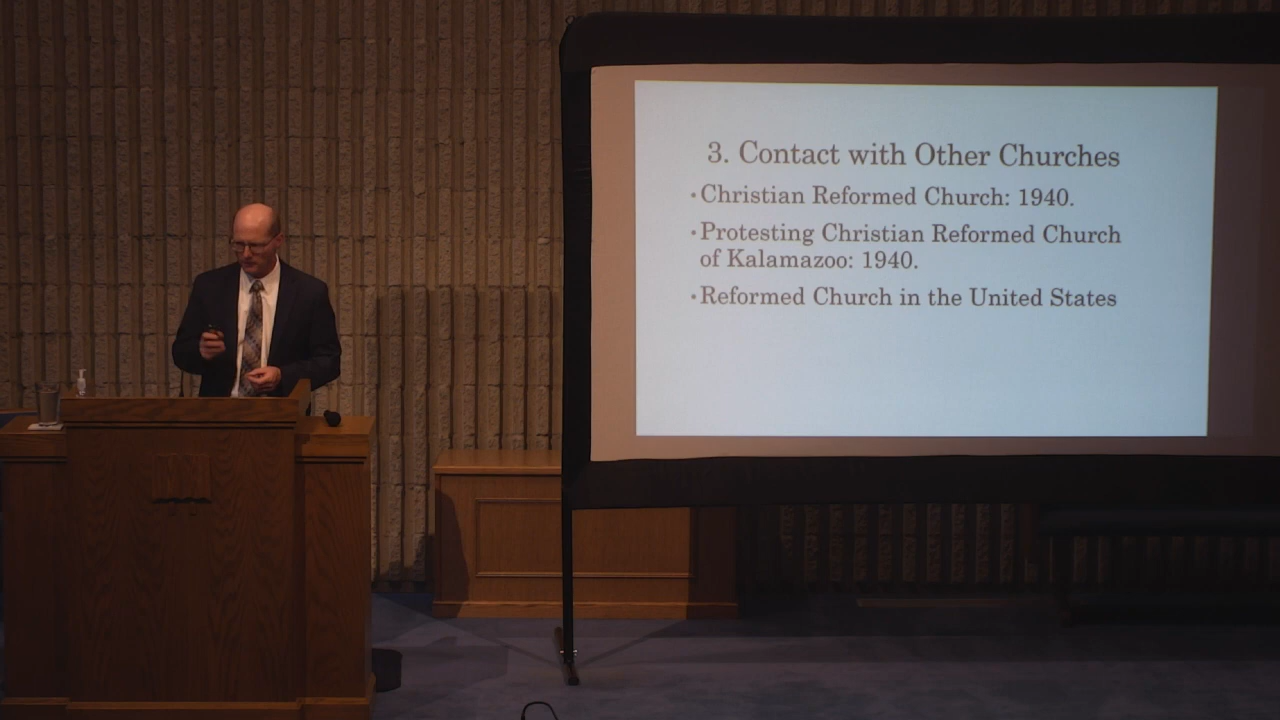 3. Contact with Other Churches
•Christian Reformed Church: 1940.
•Protesting Christian Reformed Church
of Kalamazoo: 1940.
•Reformed Church in the United States